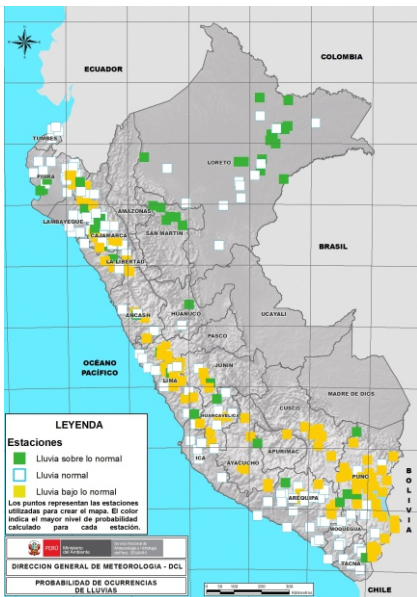 COLOMBIA
ECUADOR
TUMBES
LORETO
PIURA
LAMBAYEQUE
AMAZONAS
CAJAMARCA
SAN MARTIN
BRASIL
LA LIBERTAD
ANCASH
HUANUCO
UCAYALI
PASCO
OCÉANO
PACÍFICO
JUNIN
LIMA
MADRE DE DIOS
CUSCO
HUANCAVELICA
APURIMAC
ICA
AYACUCHO
PUNO
BOLIVIA
AREQUIPA
MOQUEGUA
TACNA
CHILE
LEYENDA
Estaciones
Lluvia sobre lo normal
Lluvia normal
Lluvia bajo lo normal
Los puntos representan las estaciones
utilizadas para crear el mapa. El color
indica el mayor nivel de probabilidad
calculado para cada estación.
PERÚ Ministerio
del Ambiente
DIRECCION GENERAL DE METEOROLOGIA - DCL
PROBABILIDAD DE OCURRENCIAS
DE LLUVIAS